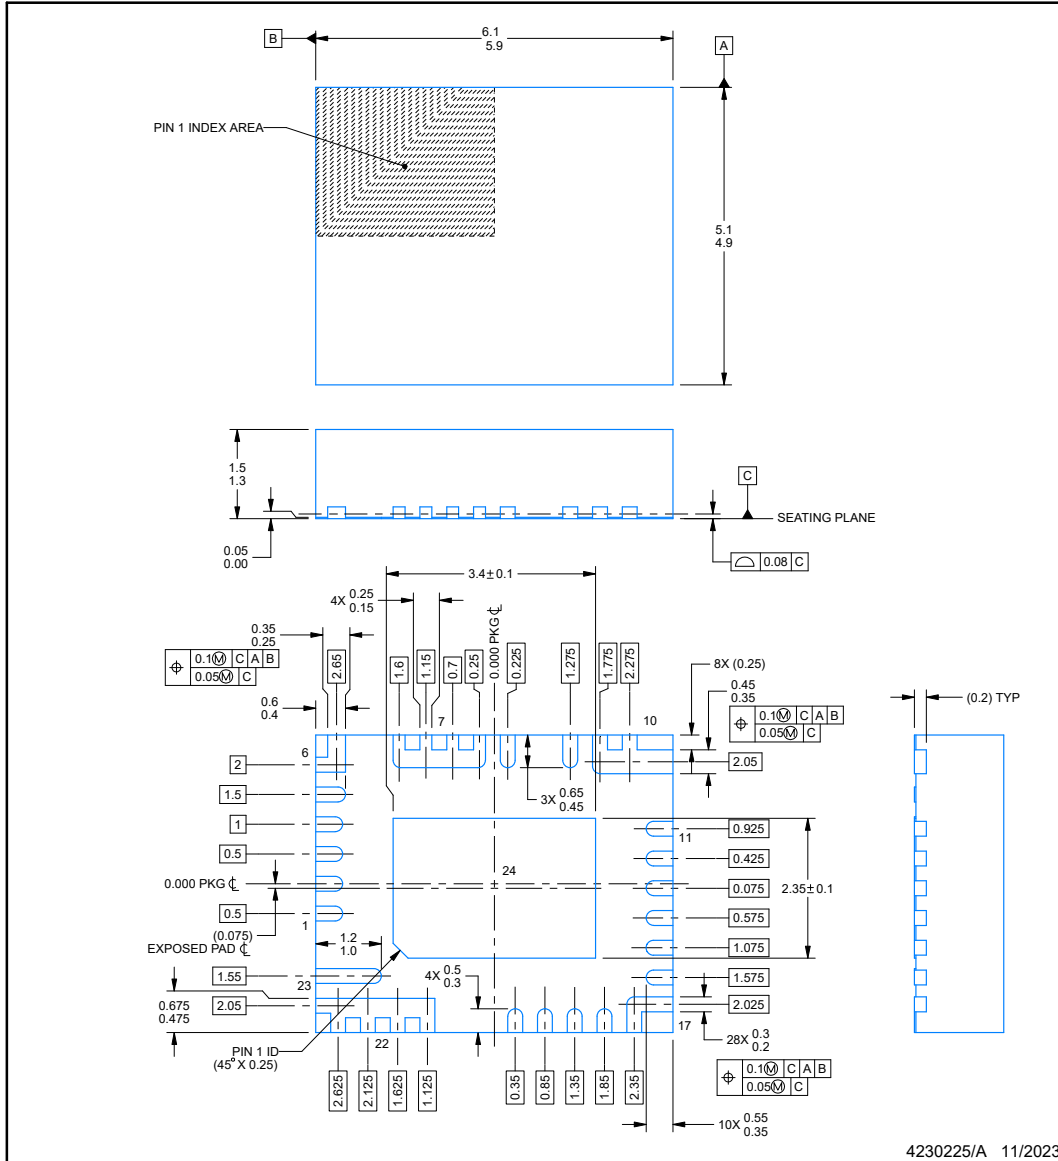 B
6.1
5.9
A
PIN 1 INDEX AREA
5.1
4.9
1.5
1.3
C
0.05
0.00
SEATING PLANE
⌓ 0.08 C
3.4±0.1
4X 0.25
0.15
0.000 PKG ℄
0.35
0.25
⌖ 0.1Ⓜ C A B
0.05Ⓜ C
2.65
1.6
1.15
0.7
0.25
0.225
1.275
1.775
2.275
8X (0.25)
0.6
0.4
0.45
0.35
(0.2) TYP
⌖ 0.1Ⓜ C A B
0.05Ⓜ C
7
10
6
2
2.05
1.5
3X 0.65
0.45
1
0.925
11
0.5
0.425
24
0.000 PKG ℄
0.075
2.35±0.1
0.5
0.575
1
(0.075)
EXPOSED PAD ℄
1.2
1.0
1.075
1.55
23
4X 0.5
0.3
1.575
0.675
0.475
2.05
2.025
17
28X 0.3
0.2
22
PIN 1 ID
(45° X 0.25)
⌖ 0.1Ⓜ C A B
0.05Ⓜ C
2.625
2.125
1.625
1.125
0.35
0.85
1.35
1.85
2.35
10X 0.55
0.35
4230225/A 11/2023